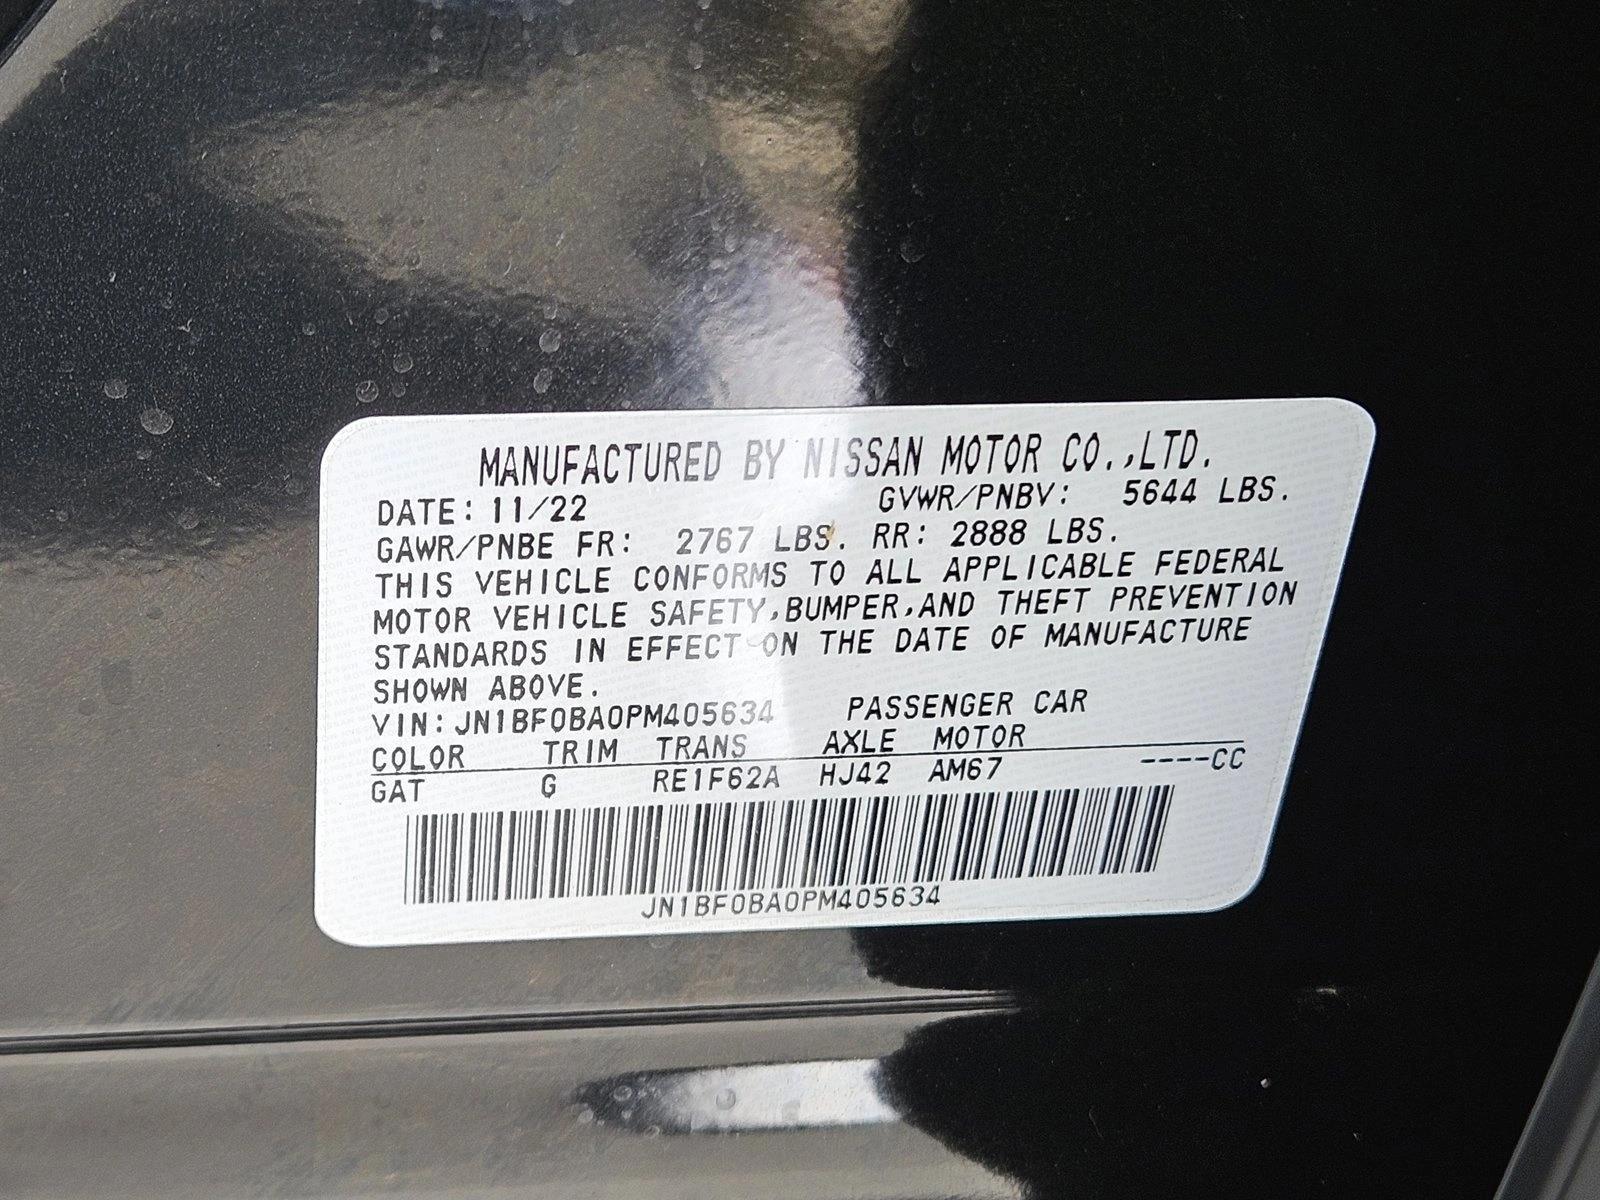 MANUFACTURED BY NISSAN MOTOR CO.,LTD.
DATE: 11/22 GVWR/PNBV: 5644 LBS.
GAWR/PNBE FR: 2767 LBS. RR: 2888 LBS.
THIS VEHICLE CONFORMS TO ALL APPLICABLE FEDERAL
MOTOR VEHICLE SAFETY,BUMPER,AND THEFT PREVENTION
STANDARDS IN EFFECT ON THE DATE OF MANUFACTURE
SHOWN ABOVE.
VIN: JN1BF0BA0PM405634 PASSENGER CAR
COLOR TRIM TRANS AXLE MOTOR
GAT G RE1F62A HJ42 AM67 ----CC
JN1BF0BA0PM405634